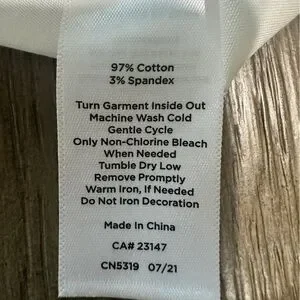 97% Cotton
3% Spandex
Turn Garment Inside Out
Machine Wash Cold
Gentle Cycle
Only Non-Chlorine Bleach
When Needed
Tumble Dry Low
Remove Promptly
Warm Iron, If Needed
Do Not Iron Decoration
Made In China
CA# 23147
CN5319 07/21